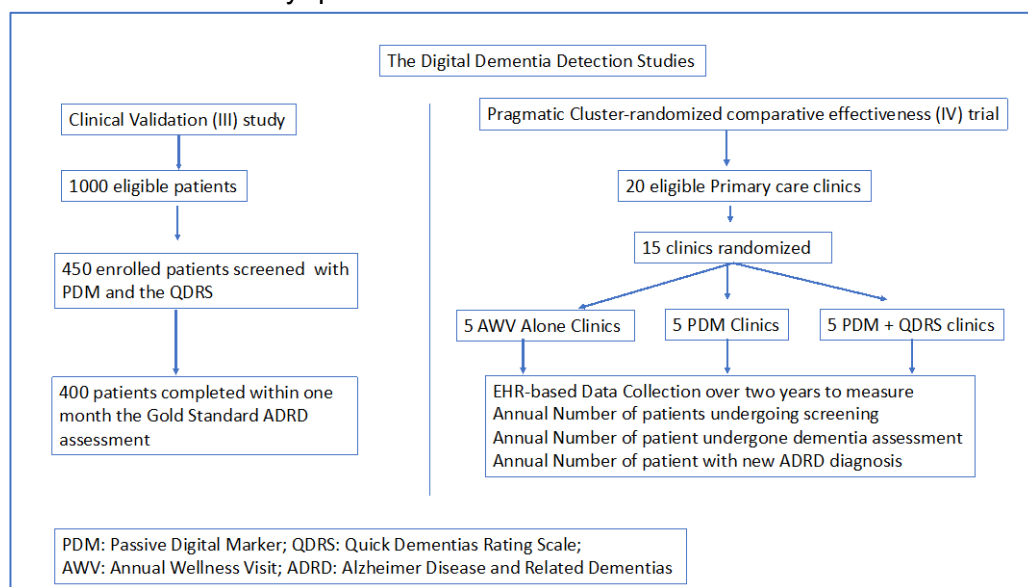 The Digital Dementia Detection Studies
Clinical Validation (III) study
1000 eligible patients
450 enrolled patients screened with
PDM and the QDRS
400 patients completed within one
month the Gold Standard ADRD
assessment
Pragmatic Cluster-randomized comparative effectiveness (IV) trial
20 eligible Primary care clinics
15 clinics randomized
5 AWV Alone Clinics
5 PDM Clinics
5 PDM + QDRS clinics
EHR-based Data Collection over two years to measure
Annual Number of patients undergoing screening
Annual Number of patient undergone dementia assessment
Annual Number of patient with new ADRD diagnosis
PDM: Passive Digital Marker; QDRS: Quick Dementias Rating Scale;
AWV: Annual Wellness Visit; ADRD: Alzheimer Disease and Related Dementias